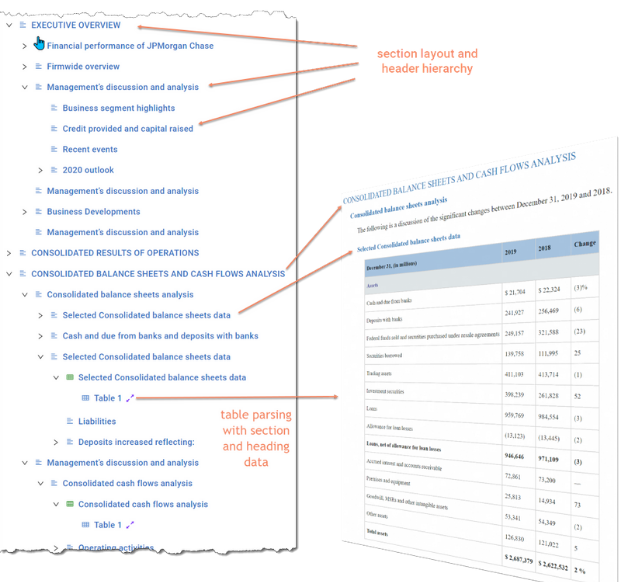 EXECUTIVE OVERVIEW
Financial performance of JPMorgan Chase
Firmwide overview
Management's discussion and analysis
Business segment highlights
Credit provided and capital raised
Recent events
2020 outlook
Management's discussion and analysis
Business Developments
Management's discussion and analysis
CONSOLIDATED RESULTS OF OPERATIONS
CONSOLIDATED BALANCE SHEETS AND CASH FLOWS ANALYSIS
Consolidated balance sheets analysis
Selected Consolidated balance sheets data
Cash and due from banks and deposits with banks
Selected Consolidated balance sheets data
Selected Consolidated balance sheets data
Table 1
Liabilities
Deposits increased reflecting:
Management's discussion and analysis
Consolidated cash flows analysis
Consolidated cash flows analysis
Table 1
Operating activities
section layout and
header hierarchy
table parsing
with section
and heading
data
CONSOLIDATED BALANCE SHEETS AND CASH FLOWS ANALYSIS
Consolidated balance sheets analysis
The following is a discussion of the significant changes between December 31, 2019 and 2018.
Selected Consolidated balance sheets data
December 31, (in millions) 2019 2018 Change
Assets
Cash and due from banks $ 21,704 $ 22,324 (3)%
Deposits with banks 241,927 256,469 (6)
Federal funds sold and securities purchased under resale agreements 249,157 321,588 (23)
Securities borrowed 139,758 111,995 25
Trading assets 411,103 413,714 (1)
Investment securities 398,239 261,828 52
Loans 959,769 984,554 (3)
Allowance for loan losses (13,123) (13,445) (2)
Loans, net of allowance for loan losses 946,646 971,109 (3)
Accrued interest and accounts receivable 72,861 73,200 —
Premises and equipment 25,813 14,934 73
Goodwill, MSRs and other intangible assets 53,341 54,349 (2)
Other assets 126,830 121,022 5
Total assets $ 2,687,379 $ 2,622,532 2 %